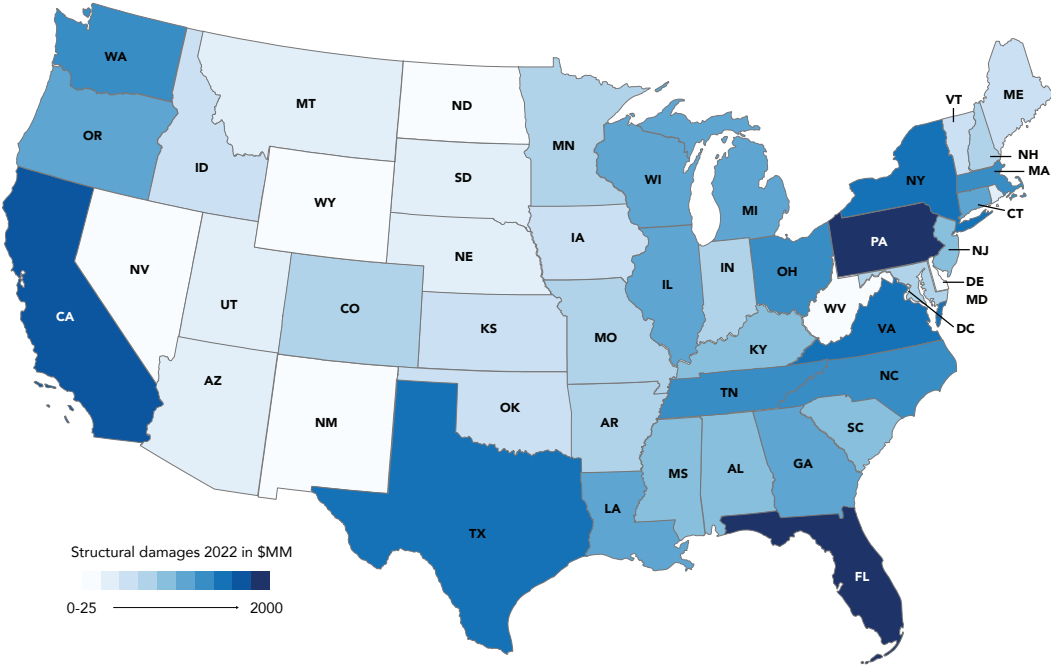 WA
MT
ND
VT
ME
OR
MN
NH
ID
MA
SD
WI
NY
WY
MI
CT
IA
PA
NJ
NE
NV
IN
OH
DE
UT
IL
MD
CO
WV
CA
KS
VA
DC
MO
KY
AZ
NC
TN
OK
NM
AR
SC
GA
MS
AL
LA
TX
Structural damages 2022 in $MM
FL
0-25 2000